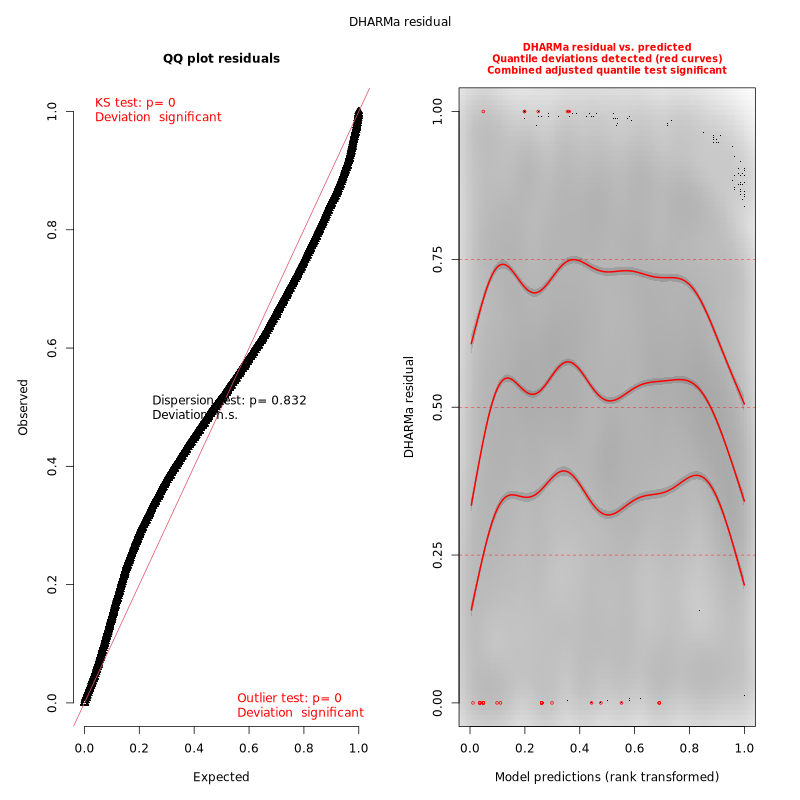 DHARMa residual
QQ plot residuals
KS test: p= 0
Deviation  significant
Dispersion test: p= 0.832
Deviation n.s.
Outlier test: p= 0
Deviation  significant
Observed
0.0
0.2
0.4
0.6
0.8
1.0
0.0
0.2
0.4
0.6
0.8
1.0
Expected
DHARMa residual vs. predicted
Quantile deviations detected (red curves)
Combined adjusted quantile test significant
DHARMa residual
0.00
0.25
0.50
0.75
1.00
0.0
0.2
0.4
0.6
0.8
1.0
Model predictions (rank transformed)